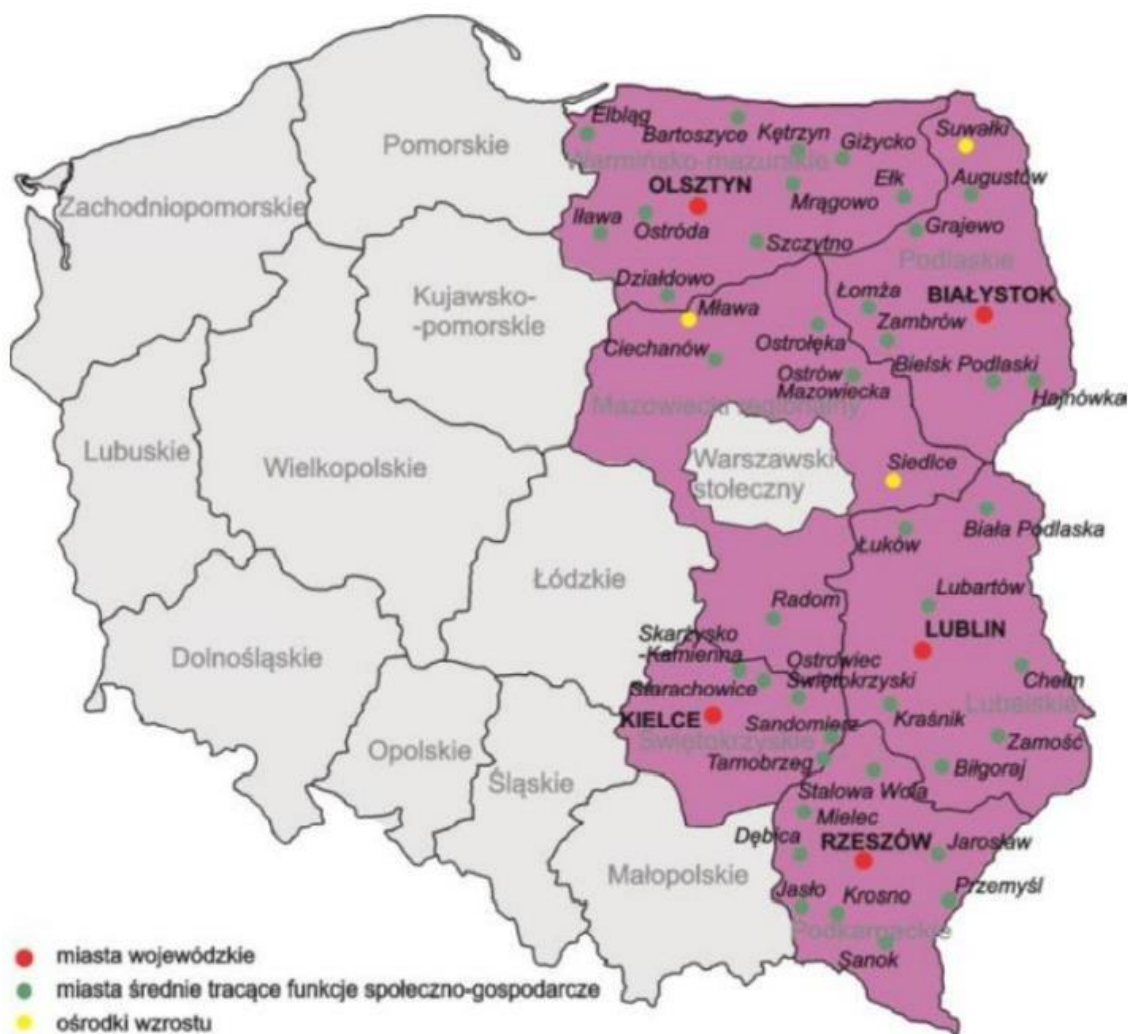 Elbląg
Bartoszyce
Kętrzyn
Giżycko
Suwałki
Pomorskie
Warmińsko-mazurskie
Zachodniopomorskie
OLSZTYN
Mrągowo
Ełk
Augustów
Iława
Ostróda
Szczytno
Grajewo
Podlaskie
Działdowo
Kujawsko-
-pomorskie
Mława
Łomża
BIAŁYSTOK
Zambrów
Ciechanów
Ostrołęka
Ostrów
Mazowiecka
Bielsk Podlaski
Hajnówka
Mazowiecki regionalny
Lubuskie
Wielkopolskie
Warszawski
stołeczny
Siedlce
Biała Podlaska
Łuków
Łódzkie
Radom
Lubartów
LUBLIN
Dolnośląskie
Skarżysko
-Kamienna
Ostrowiec
Świętokrzyski
Starachowice
Chełm
Lubelskie
KIELCE
Sandomierz
Kraśnik
Świętokrzyskie
Zamość
Opolskie
Tarnobrzeg
Biłgoraj
Śląskie
Stalowa Wola
Mielec
Dębica
RZESZÓW
Jarosław
Małopolskie
Jasło
Krosno
Przemyśl
Podkarpackie
Sanok
miasta wojewódzkie
miasta średnie tracące funkcje społeczno-gospodarcze
ośrodki wzrostu